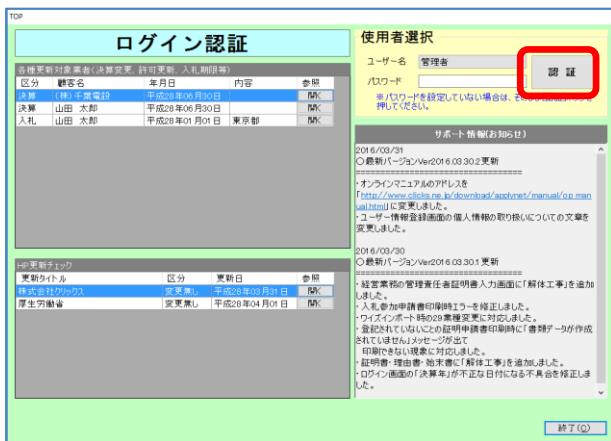 TOP
ログイン認証
各種更新対象業者(決算変更、許可更新、入札期限等)
区分 顧客名 年月日 内容 参照
決算 (株)千葉電設 平成28年06月30日 開く
決算 山田 太郎 平成28年06月30日 開く
入札 山田 太郎 平成28年01月01日 東京都 開く
HP更新チェック
更新タイトル 区分 更新日 参照
株式会社クリックス 変更無し 平成28年03月31日 開く
厚生労働省 変更無し 平成28年04月01日 開く
使用者選択
ユーザー名 管理者
認 証
パスワード
※パスワードを設定していない場合は、そのまま
押してください。
サポート情報(お知らせ)
2016/03/31
○最新バージョンVer2016.03.30.2更新
=================================
・オンラインマニュアルのアドレスを
「http://www.clicks.ne.jp/download/applynet/manual/op_man
ual.html」に変更しました。
・ユーザー情報登録画面の個人情報の取り扱いについての文章を
変更しました。
2016/03/30
○最新バージョンVer2016.03.30.1更新
=================================
・経営業務の管理責任者証明書入力画面に「解体工事」を追加
しました。
・入札参加申請書印刷時エラーを修正しました。
・ワイズインポート時の29業種変更に対応しました。
・登記されていないことの証明申請書印刷時に「書類データが作成
されていません」メッセージが出て
印刷できない現象に対応しました。
・証明書・理由書・始末書に「解体工事」を追加しました。
・ログイン画面の「決算年」が不正な日付になる不具合を修正しま
した。
終了(Q)